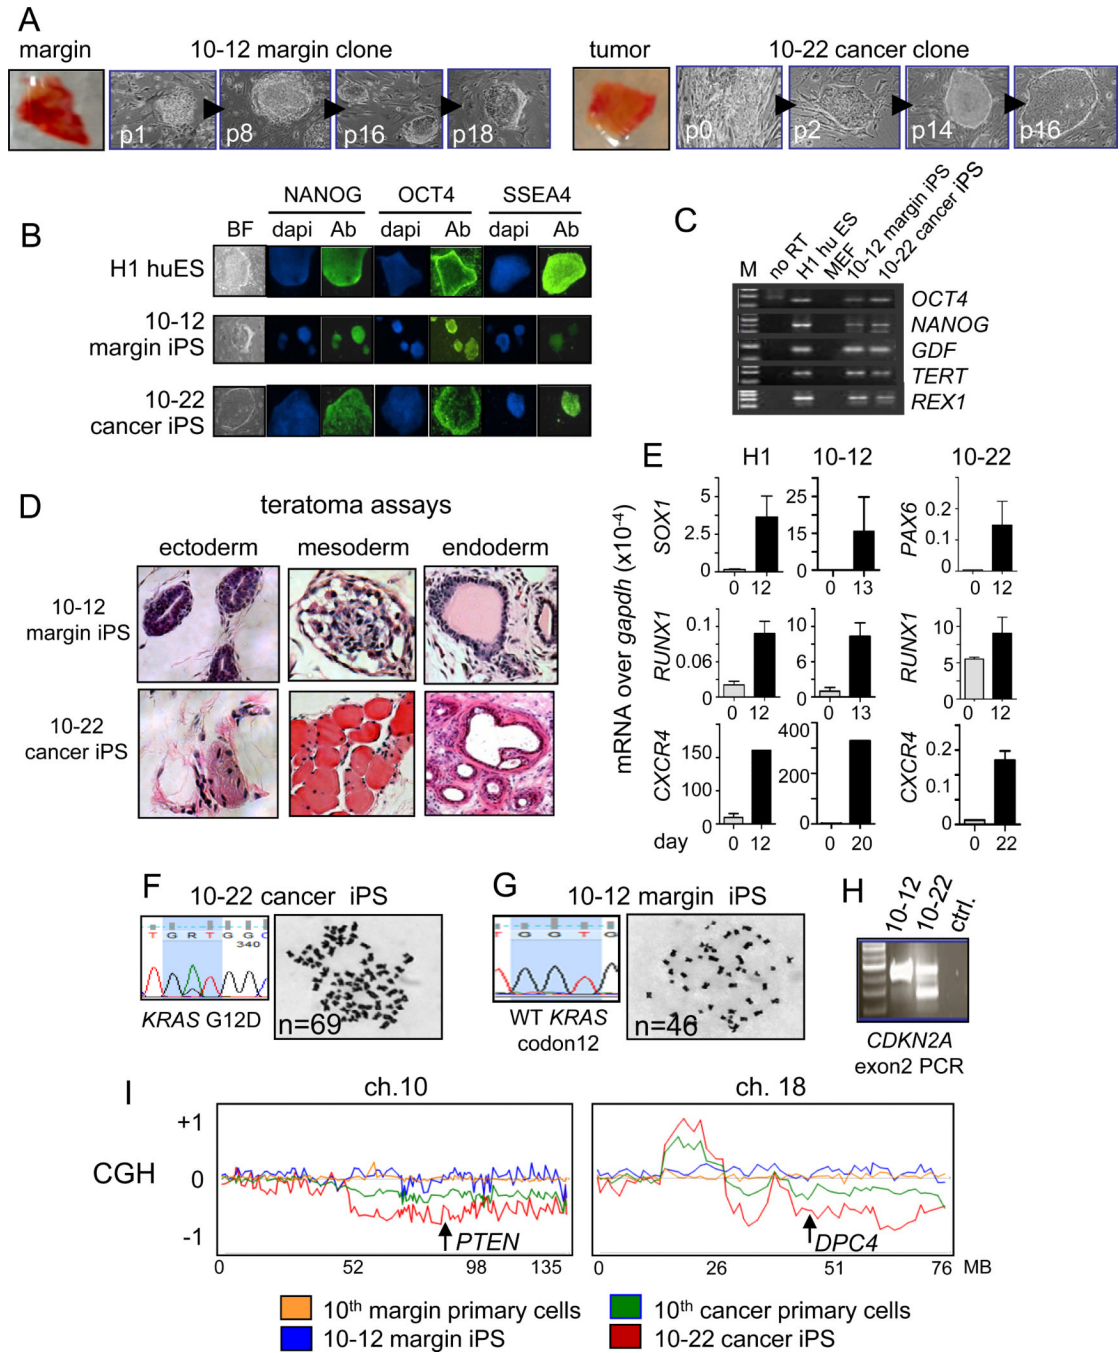 A
margin
10-12 margin clone
tumor
10-22 cancer clone
p1
p8
p16
p18
p0
p2
p14
p16
B
NANOG
OCT4
SSEA4
BF
dapi
Ab
dapi
Ab
dapi
Ab
H1 huES
10-12
margin iPS
10-22
cancer iPS
C
M
no RT
H1 hu ES
MEF
10-12 margin iPS
10-22 cancer iPS
OCT4
NANOG
GDF
TERT
REX1
D
teratoma assays
ectoderm
mesoderm
endoderm
10-12
margin iPS
10-22
cancer iPS
E
H1
10-12
10-22
mRNA over gapdh (x10-4)
SOX1
5
2
0
0 12
25
15
0
0 13
PAX6
0.2
0.1
0
0 12
RUNX1
0.1
0.06
0
0 12
10
6
0
0 13
RUNX1
10
5
0
0 12
CXCR4
150
100
0
0 12
400
200
0
0 20
CXCR4
0.2
0.1
0
0 22
day
F
10-22 cancer iPS
T G R T G G C
340
KRAS G12D
n=69
G
10-12 margin iPS
T G G T G
WT KRAS
codon12
n=46
H
10-12
10-22
ctrl.
CDKN2A
exon2 PCR
I
ch.10
ch. 18
CGH
+1
0
-1
PTEN
DPC4
0 52 98 135
0 26 51 76 MB
10th margin primary cells
10th cancer primary cells
10-12 margin iPS
10-22 cancer iPS